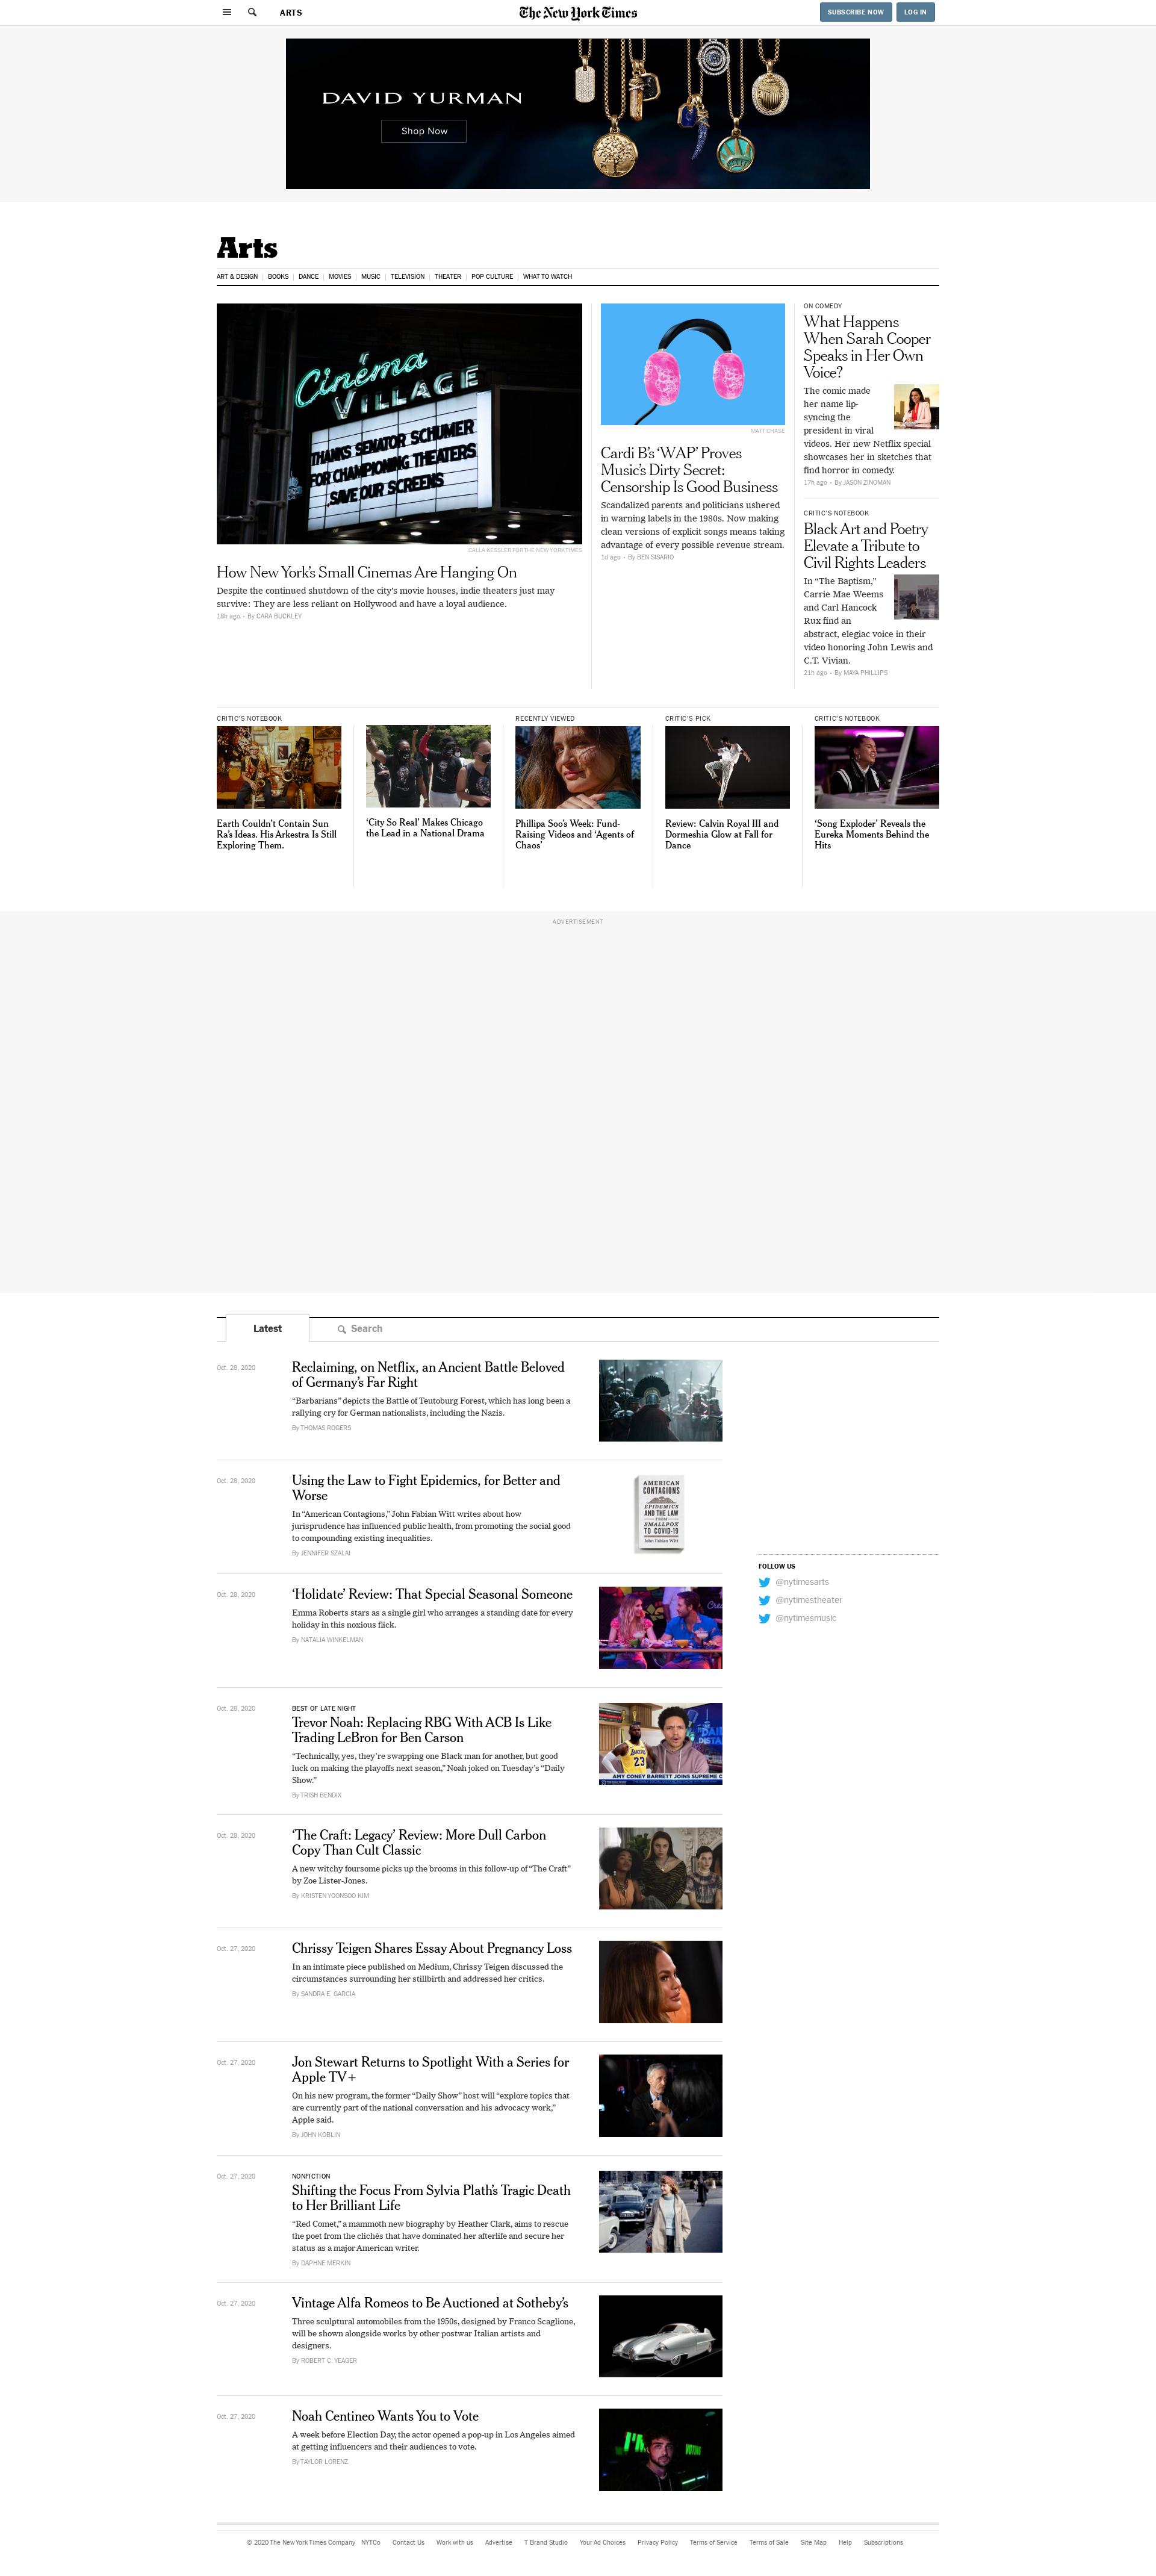 ARTS
The New York Times
SUBSCRIBE NOW
LOG IN
DAVID YURMAN
Shop Now
Arts
ART & DESIGN
BOOKS
DANCE
MOVIES
MUSIC
TELEVISION
THEATER
POP CULTURE
WHAT TO WATCH
Cinéma
VILLAGE
THANKS SENATOR SCHUMER
FOR CHAMPIONING THEATERS
SAVE OUR SCREENS
CALLA KESSLER FOR THE NEW YORK TIMES
How New York's Small Cinemas Are Hanging On
Despite the continued shutdown of the city's movie houses, indie theaters just may
survive: They are less reliant on Hollywood and have a loyal audience.
18h ago • By CARA BUCKLEY
MATT CHASE
Cardi B's 'WAP' Proves
Music's Dirty Secret:
Censorship Is Good Business
Scandalized parents and politicians ushered
in warning labels in the 1980s. Now making
clean versions of explicit songs means taking
advantage of every possible revenue stream.
1d ago • By BEN SISARIO
ON COMEDY
What Happens
When Sarah Cooper
Speaks in Her Own
Voice?
The comic made
her name lip-
syncing the
president in viral
videos. Her new Netflix special
showcases her in sketches that
find horror in comedy.
17h ago • By JASON ZINOMAN
CRITIC'S NOTEBOOK
Black Art and Poetry
Elevate a Tribute to
Civil Rights Leaders
In "The Baptism,"
Carrie Mae Weems
and Carl Hancock
Rux find an
abstract, elegiac voice in their
video honoring John Lewis and
C.T. Vivian.
21h ago • By MAYA PHILLIPS
CRITIC'S NOTEBOOK
Earth Couldn't Contain Sun
Ra's Ideas. His Arkestra Is Still
Exploring Them.
'City So Real' Makes Chicago
the Lead in a National Drama
RECENTLY VIEWED
Phillipa Soo's Week: Fund-
Raising Videos and 'Agents of
Chaos'
CRITIC'S PICK
Review: Calvin Royal III and
Dormeshia Glow at Fall for
Dance
CRITIC'S NOTEBOOK
'Song Exploder' Reveals the
Eureka Moments Behind the
Hits
ADVERTISEMENT
Latest
Search
Oct. 28, 2020
Reclaiming, on Netflix, an Ancient Battle Beloved
of Germany's Far Right
"Barbarians" depicts the Battle of Teutoburg Forest, which has long been a
rallying cry for German nationalists, including the Nazis.
By THOMAS ROGERS
Oct. 28, 2020
Using the Law to Fight Epidemics, for Better and
Worse
In "American Contagions," John Fabian Witt writes about how
jurisprudence has influenced public health, from promoting the social good
to compounding existing inequalities.
By JENNIFER SZALAI
AMERICAN
CONTAGIONS
EPIDEMICS
AND THE LAW
FROM
SMALLPOX
TO COVID-19
John Fabian Witt
Oct. 28, 2020
'Holidate' Review: That Special Seasonal Someone
Emma Roberts stars as a single girl who arranges a standing date for every
holiday in this noxious flick.
By NATALIA WINKELMAN
Oct. 28, 2020
BEST OF LATE NIGHT
Trevor Noah: Replacing RBG With ACB Is Like
Trading LeBron for Ben Carson
"Technically, yes, they're swapping one Black man for another, but good
luck on making the playoffs next season," Noah joked on Tuesday's "Daily
Show."
By TRISH BENDIX
LAKERS
23
AMY CONEY BARRETT JOINS SUPREME C
Oct. 28, 2020
'The Craft: Legacy' Review: More Dull Carbon
Copy Than Cult Classic
A new witchy foursome picks up the brooms in this follow-up of "The Craft"
by Zoe Lister-Jones.
By KRISTEN YOONSOO KIM
Oct. 27, 2020
Chrissy Teigen Shares Essay About Pregnancy Loss
In an intimate piece published on Medium, Chrissy Teigen discussed the
circumstances surrounding her stillbirth and addressed her critics.
By SANDRA E. GARCIA
Oct. 27, 2020
Jon Stewart Returns to Spotlight With a Series for
Apple TV+
On his new program, the former "Daily Show" host will "explore topics that
are currently part of the national conversation and his advocacy work,"
Apple said.
By JOHN KOBLIN
Oct. 27, 2020
NONFICTION
Shifting the Focus From Sylvia Plath's Tragic Death
to Her Brilliant Life
"Red Comet," a mammoth new biography by Heather Clark, aims to rescue
the poet from the clichés that have dominated her afterlife and secure her
status as a major American writer.
By DAPHNE MERKIN
Oct. 27, 2020
Vintage Alfa Romeos to Be Auctioned at Sotheby's
Three sculptural automobiles from the 1950s, designed by Franco Scaglione,
will be shown alongside works by other postwar Italian artists and
designers.
By ROBERT C. YEAGER
Oct. 27, 2020
Noah Centineo Wants You to Vote
A week before Election Day, the actor opened a pop-up in Los Angeles aimed
at getting influencers and their audiences to vote.
By TAYLOR LORENZ
I'M
VOTING
FOLLOW US
@nytimesarts
@nytimestheater
@nytimesmusic
© 2020 The New York Times Company
NYTCo
Contact Us
Work with us
Advertise
T Brand Studio
Your Ad Choices
Privacy Policy
Terms of Service
Terms of Sale
Site Map
Help
Subscriptions